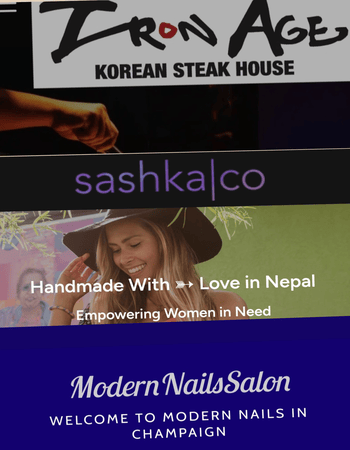 IRON AGE
KOREAN STEAK HOUSE
sashka|co
Handmade With ➳ Love in Nepal
Empowering Women in Need
Modern Nails Salon
WELCOME TO MODERN NAILS IN
CHAMPAIGN